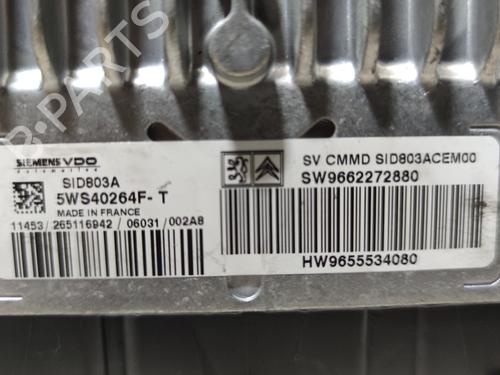 B-PARTS
SIEMENS VDO
Automotive
SID803A
5WS40264F-T
MADE IN FRANCE
11453/265116942/06031/002A8
SV CMMD SID803ACEM00
SW9662272880
HW9655534080